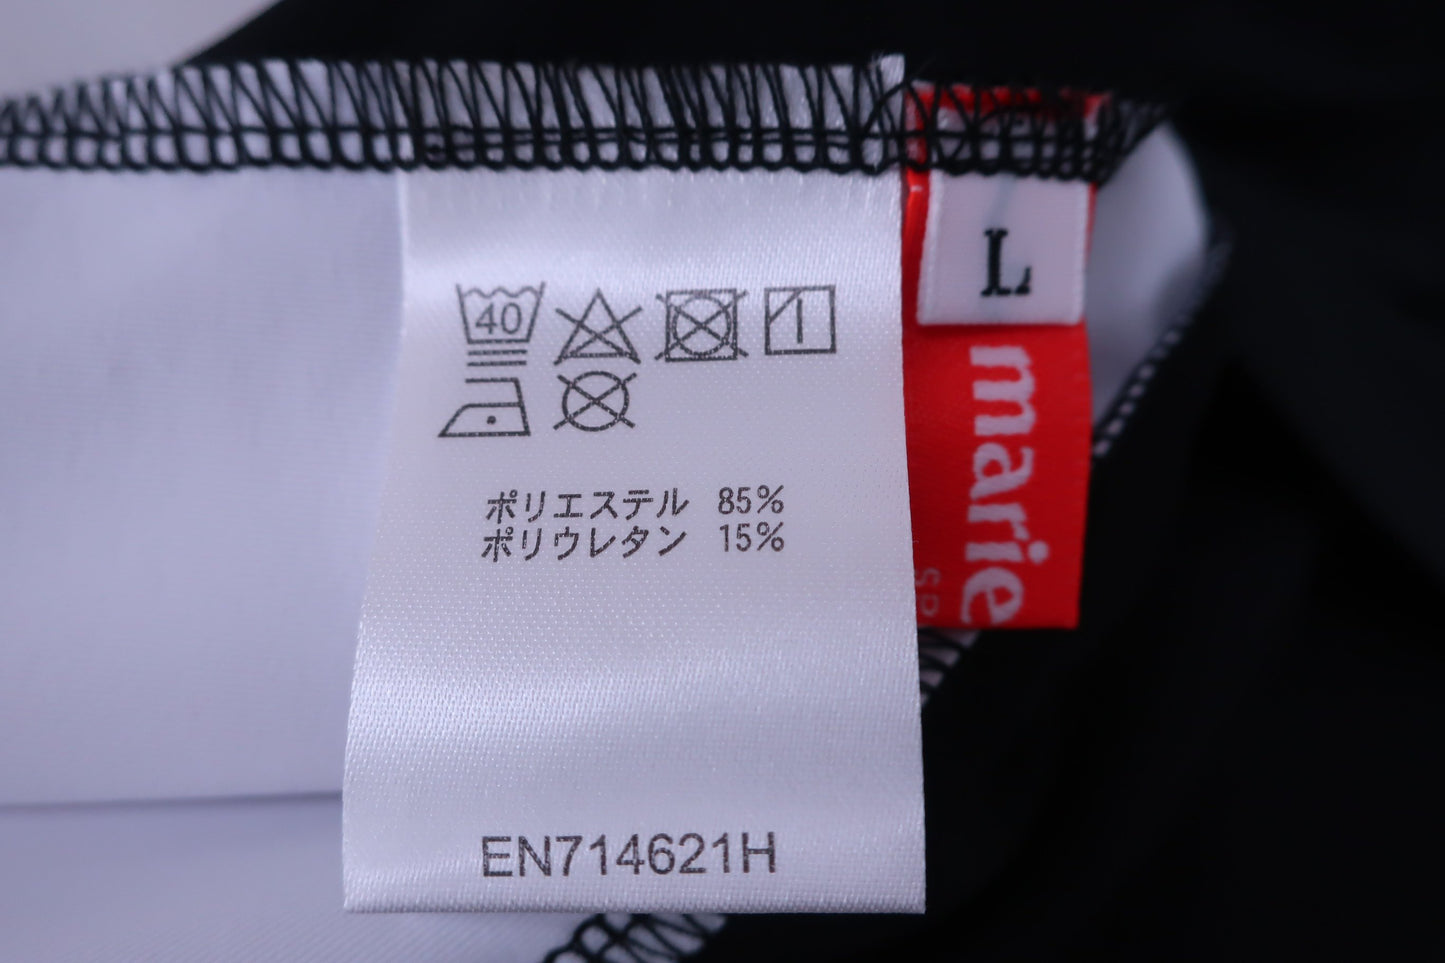 40
ポリエステル 85%
ポリウレタン 15%
EN714621H
L
marie